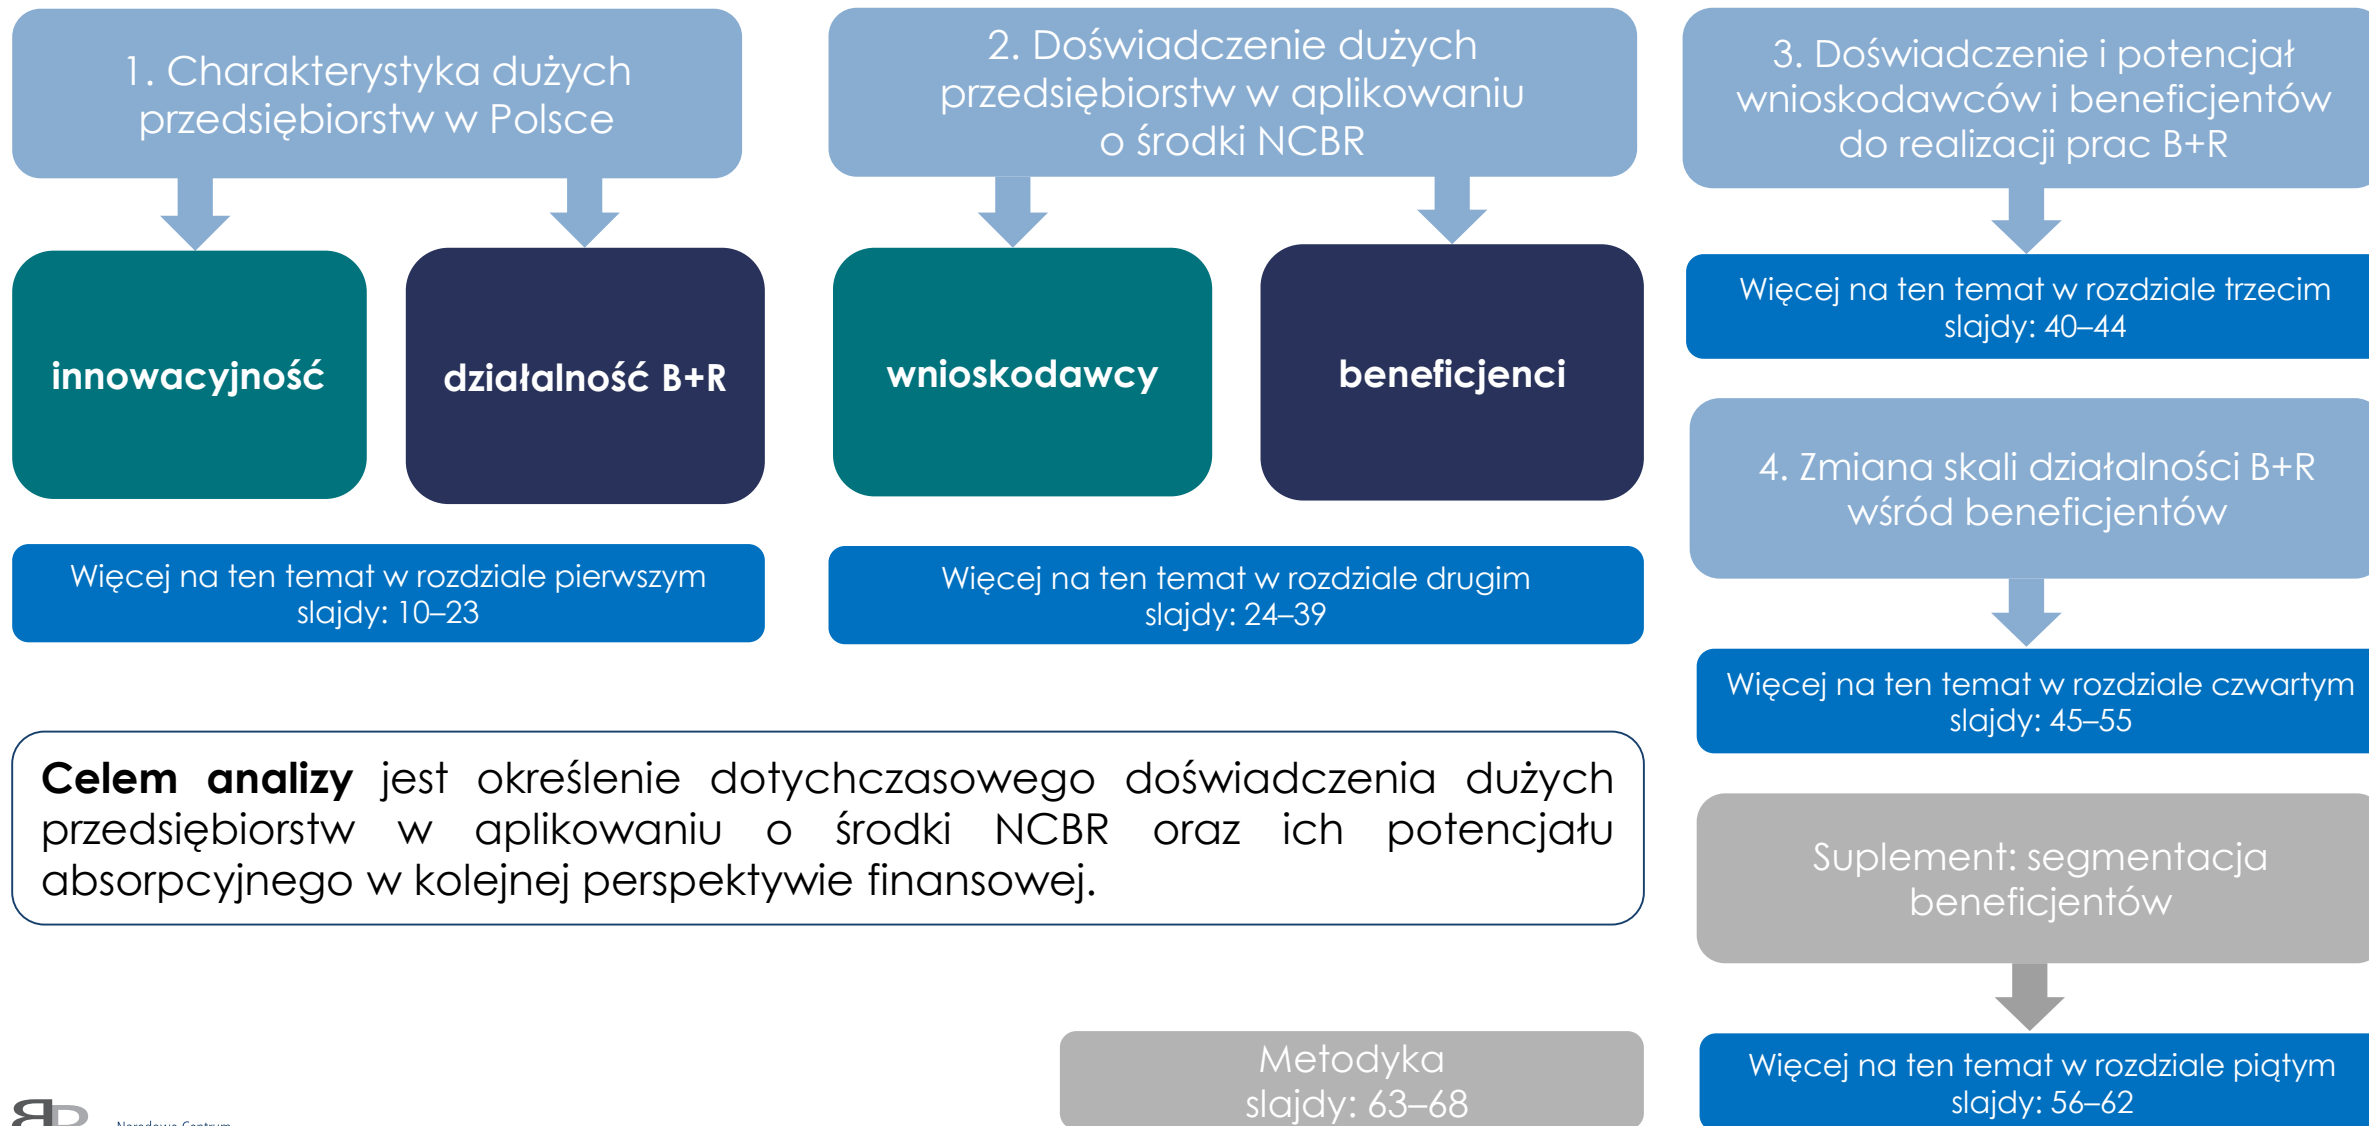 1. Charakterystyka dużych
przedsiębiorstw w Polsce
innowacyjność
działalność B+R
Więcej na ten temat w rozdziale pierwszym
slajdy: 10–23
2. Doświadczenie dużych
przedsiębiorstw w aplikowaniu
o środki NCBR
wnioskodawcy
beneficjenci
Więcej na ten temat w rozdziale drugim
slajdy: 24–39
3. Doświadczenie i potencjał
wnioskodawców i beneficjentów
do realizacji prac B+R
Więcej na ten temat w rozdziale trzecim
slajdy: 40–44
4. Zmiana skali działalności B+R
wśród beneficjentów
Więcej na ten temat w rozdziale czwartym
slajdy: 45–55
Celem analizy jest określenie dotychczasowego doświadczenia dużych
przedsiębiorstw w aplikowaniu o środki NCBR oraz ich potencjału
absorpcyjnego w kolejnej perspektywie finansowej.
Suplement: segmentacja
beneficjentów
Więcej na ten temat w rozdziale piątym
slajdy: 56–62
Metodyka
slajdy: 63–68
Narodowe Centrum